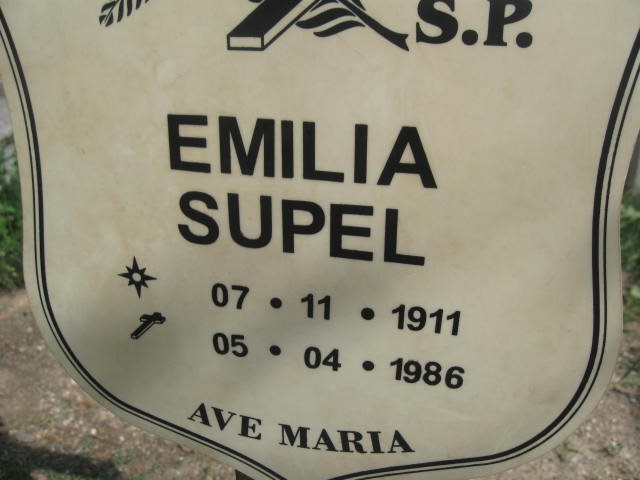 S.P.
EMILIA
SUPEL
07 • 11 • 1911
05 • 04 • 1986
AVE MARIA